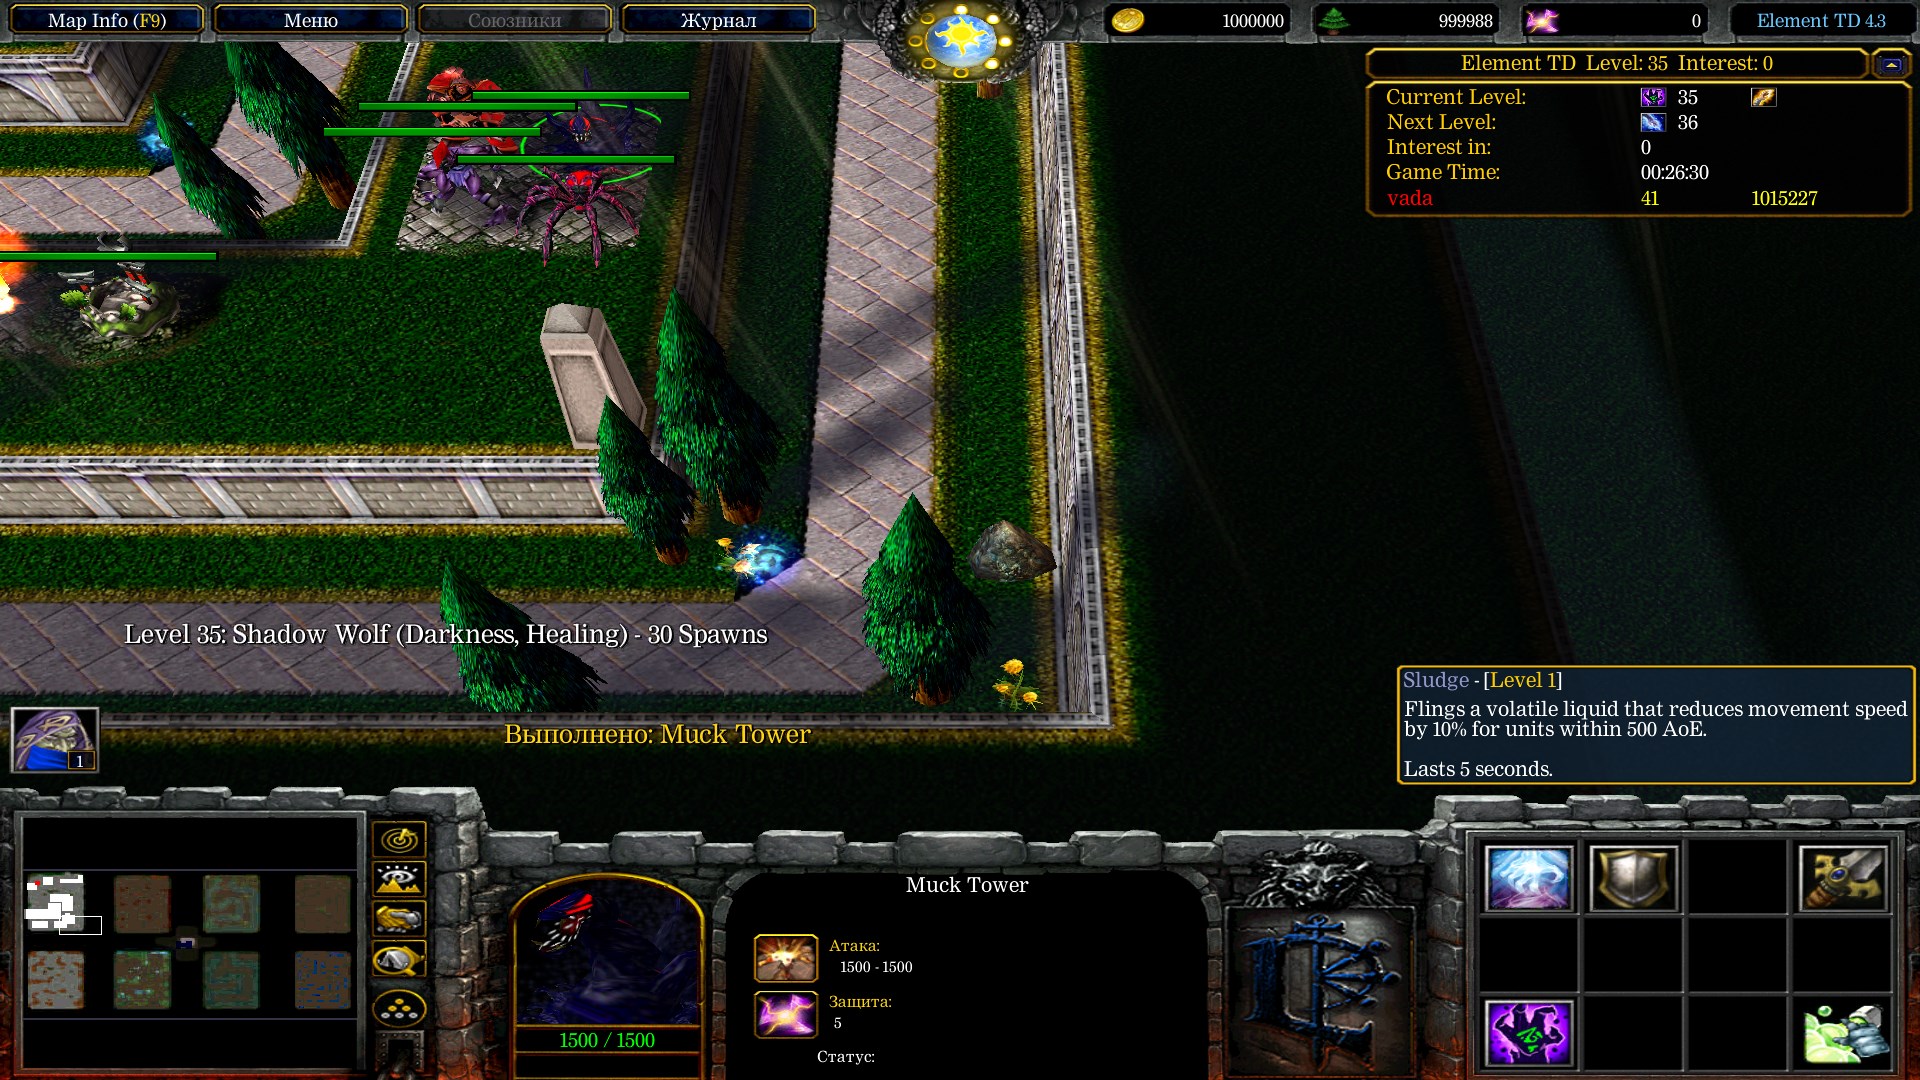 Map Info (F9)
Меню
Союзники
Журнал
1000000
999988
0
Element TD 4.3
Element TD Level: 35 Interest: 0
Current Level: 35
Next Level: 36
Interest in: 0
Game Time: 00:26:30
vada 41 1015227
Level 35: Shadow Wolf (Darkness, Healing) - 30 Spawns
Sludge - [Level 1]
Flings a volatile liquid that reduces movement speed
by 10% for units within 500 AoE.
Lasts 5 seconds.
Выполнено: Muck Tower
1
Muck Tower
Атака:
1500 - 1500
Защита:
5
Статус:
1500 / 1500